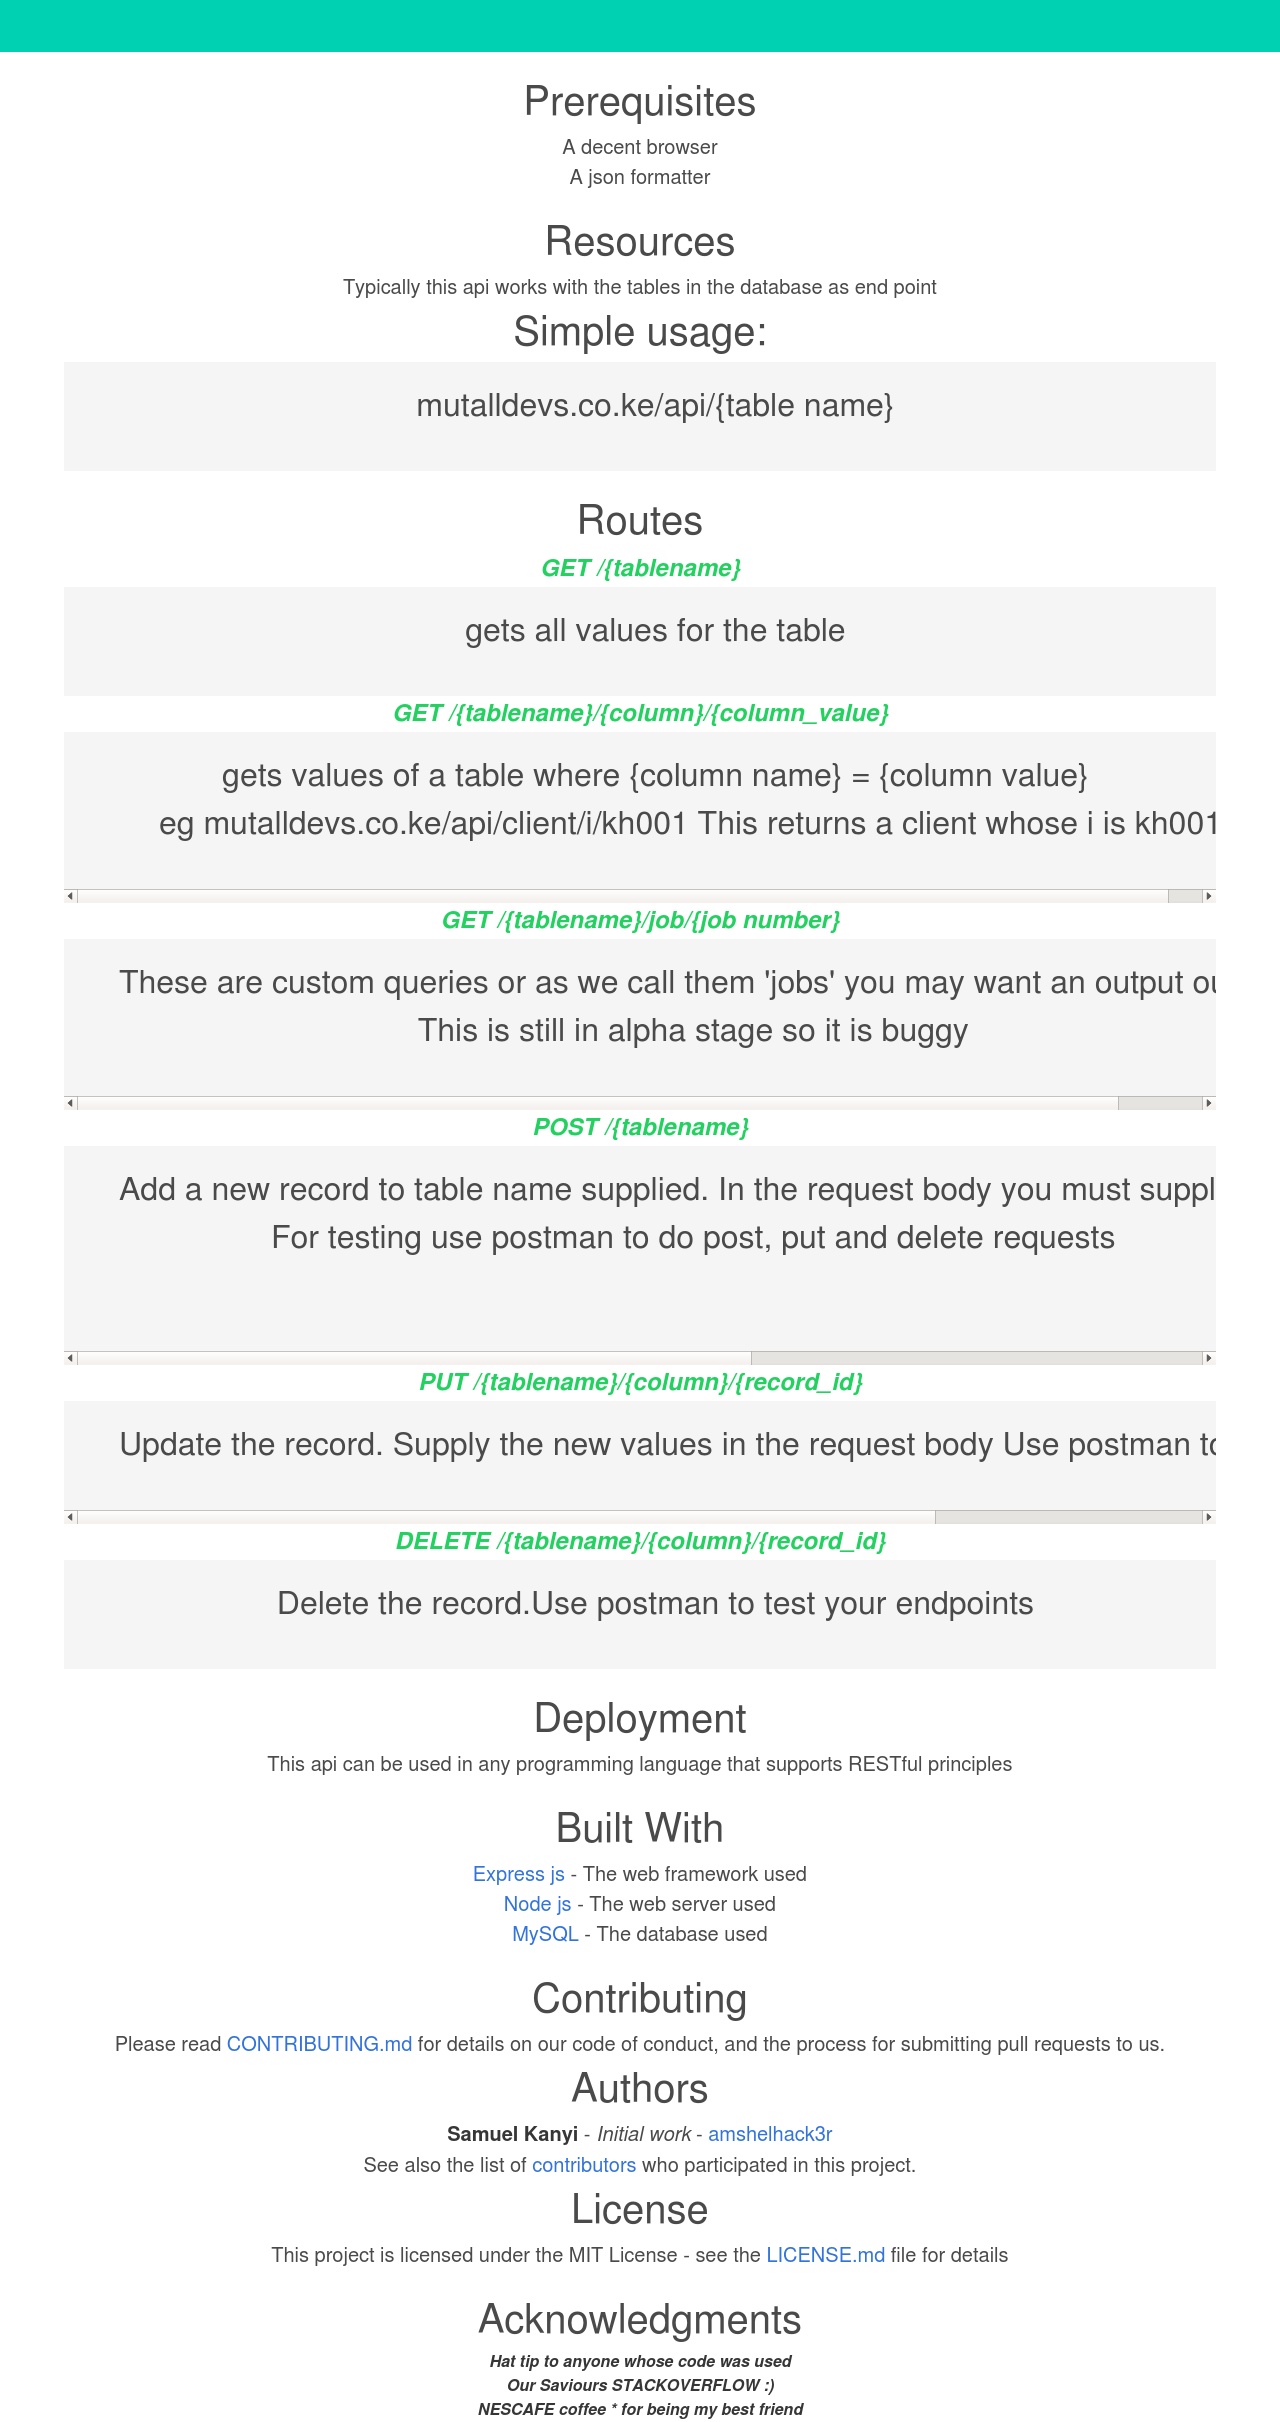 Prerequisites
A decent browser
A json formatter
Resources
Typically this api works with the tables in the database as end point
Simple usage:
mutalldevs.co.ke/api/{table name}
Routes
GET /{tablename}
gets all values for the table
GET /{tablename}/{column}/{column_value}
gets values of a table where {column name} = {column value}
eg mutalldevs.co.ke/api/client/i/kh001 This returns a client whose i is kh001
GET /{tablename}/job/{job number}
These are custom queries or as we call them 'jobs' you may want an output
This is still in alpha stage so it is buggy
POST /{tablename}
Add a new record to table name supplied. In the request body you must
For testing use postman to do post, put and delete requests
PUT /{tablename}/{column}/{record_id}
Update the record. Supply the new values in the request body Use postman
DELETE /{tablename}/{column}/{record_id}
Delete the record.Use postman to test your endpoints
Deployment
This api can be used in any programming language that supports RESTful principles
Built With
Express js - The web framework used
Node js - The web server used
MySQL - The database used
Contributing
Please read CONTRIBUTING.md for details on our code of conduct, and the process for submitting pull requests to us.
Authors
Samuel Kanyi - Initial work - amshelhack3r
See also the list of contributors who participated in this project.
License
This project is licensed under the MIT License - see the LICENSE.md file for details
Acknowledgments
Hat tip to anyone whose code was used
Our Saviours STACKOVERFLOW :)
NESCAFE coffee * for being my best friend